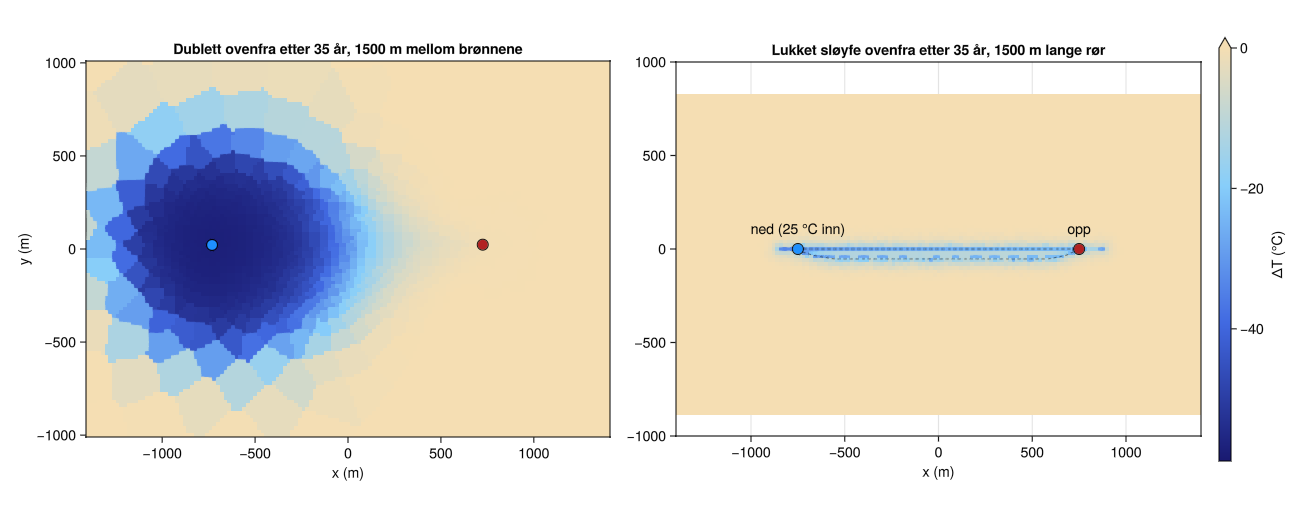 Dublett ovenfra etter 35 år, 1500 m mellom brønnene
1000
500
0
−500
−1000
y (m)
−1000
−500
0
500
1000
x (m)
Lukket sløyfe ovenfra etter 35 år, 1500 m lange rør
1000
500
0
−500
−1000
ned (25 °C inn)
opp
−1000
−500
0
500
1000
x (m)
0
−20
−40
ΔT (°C)